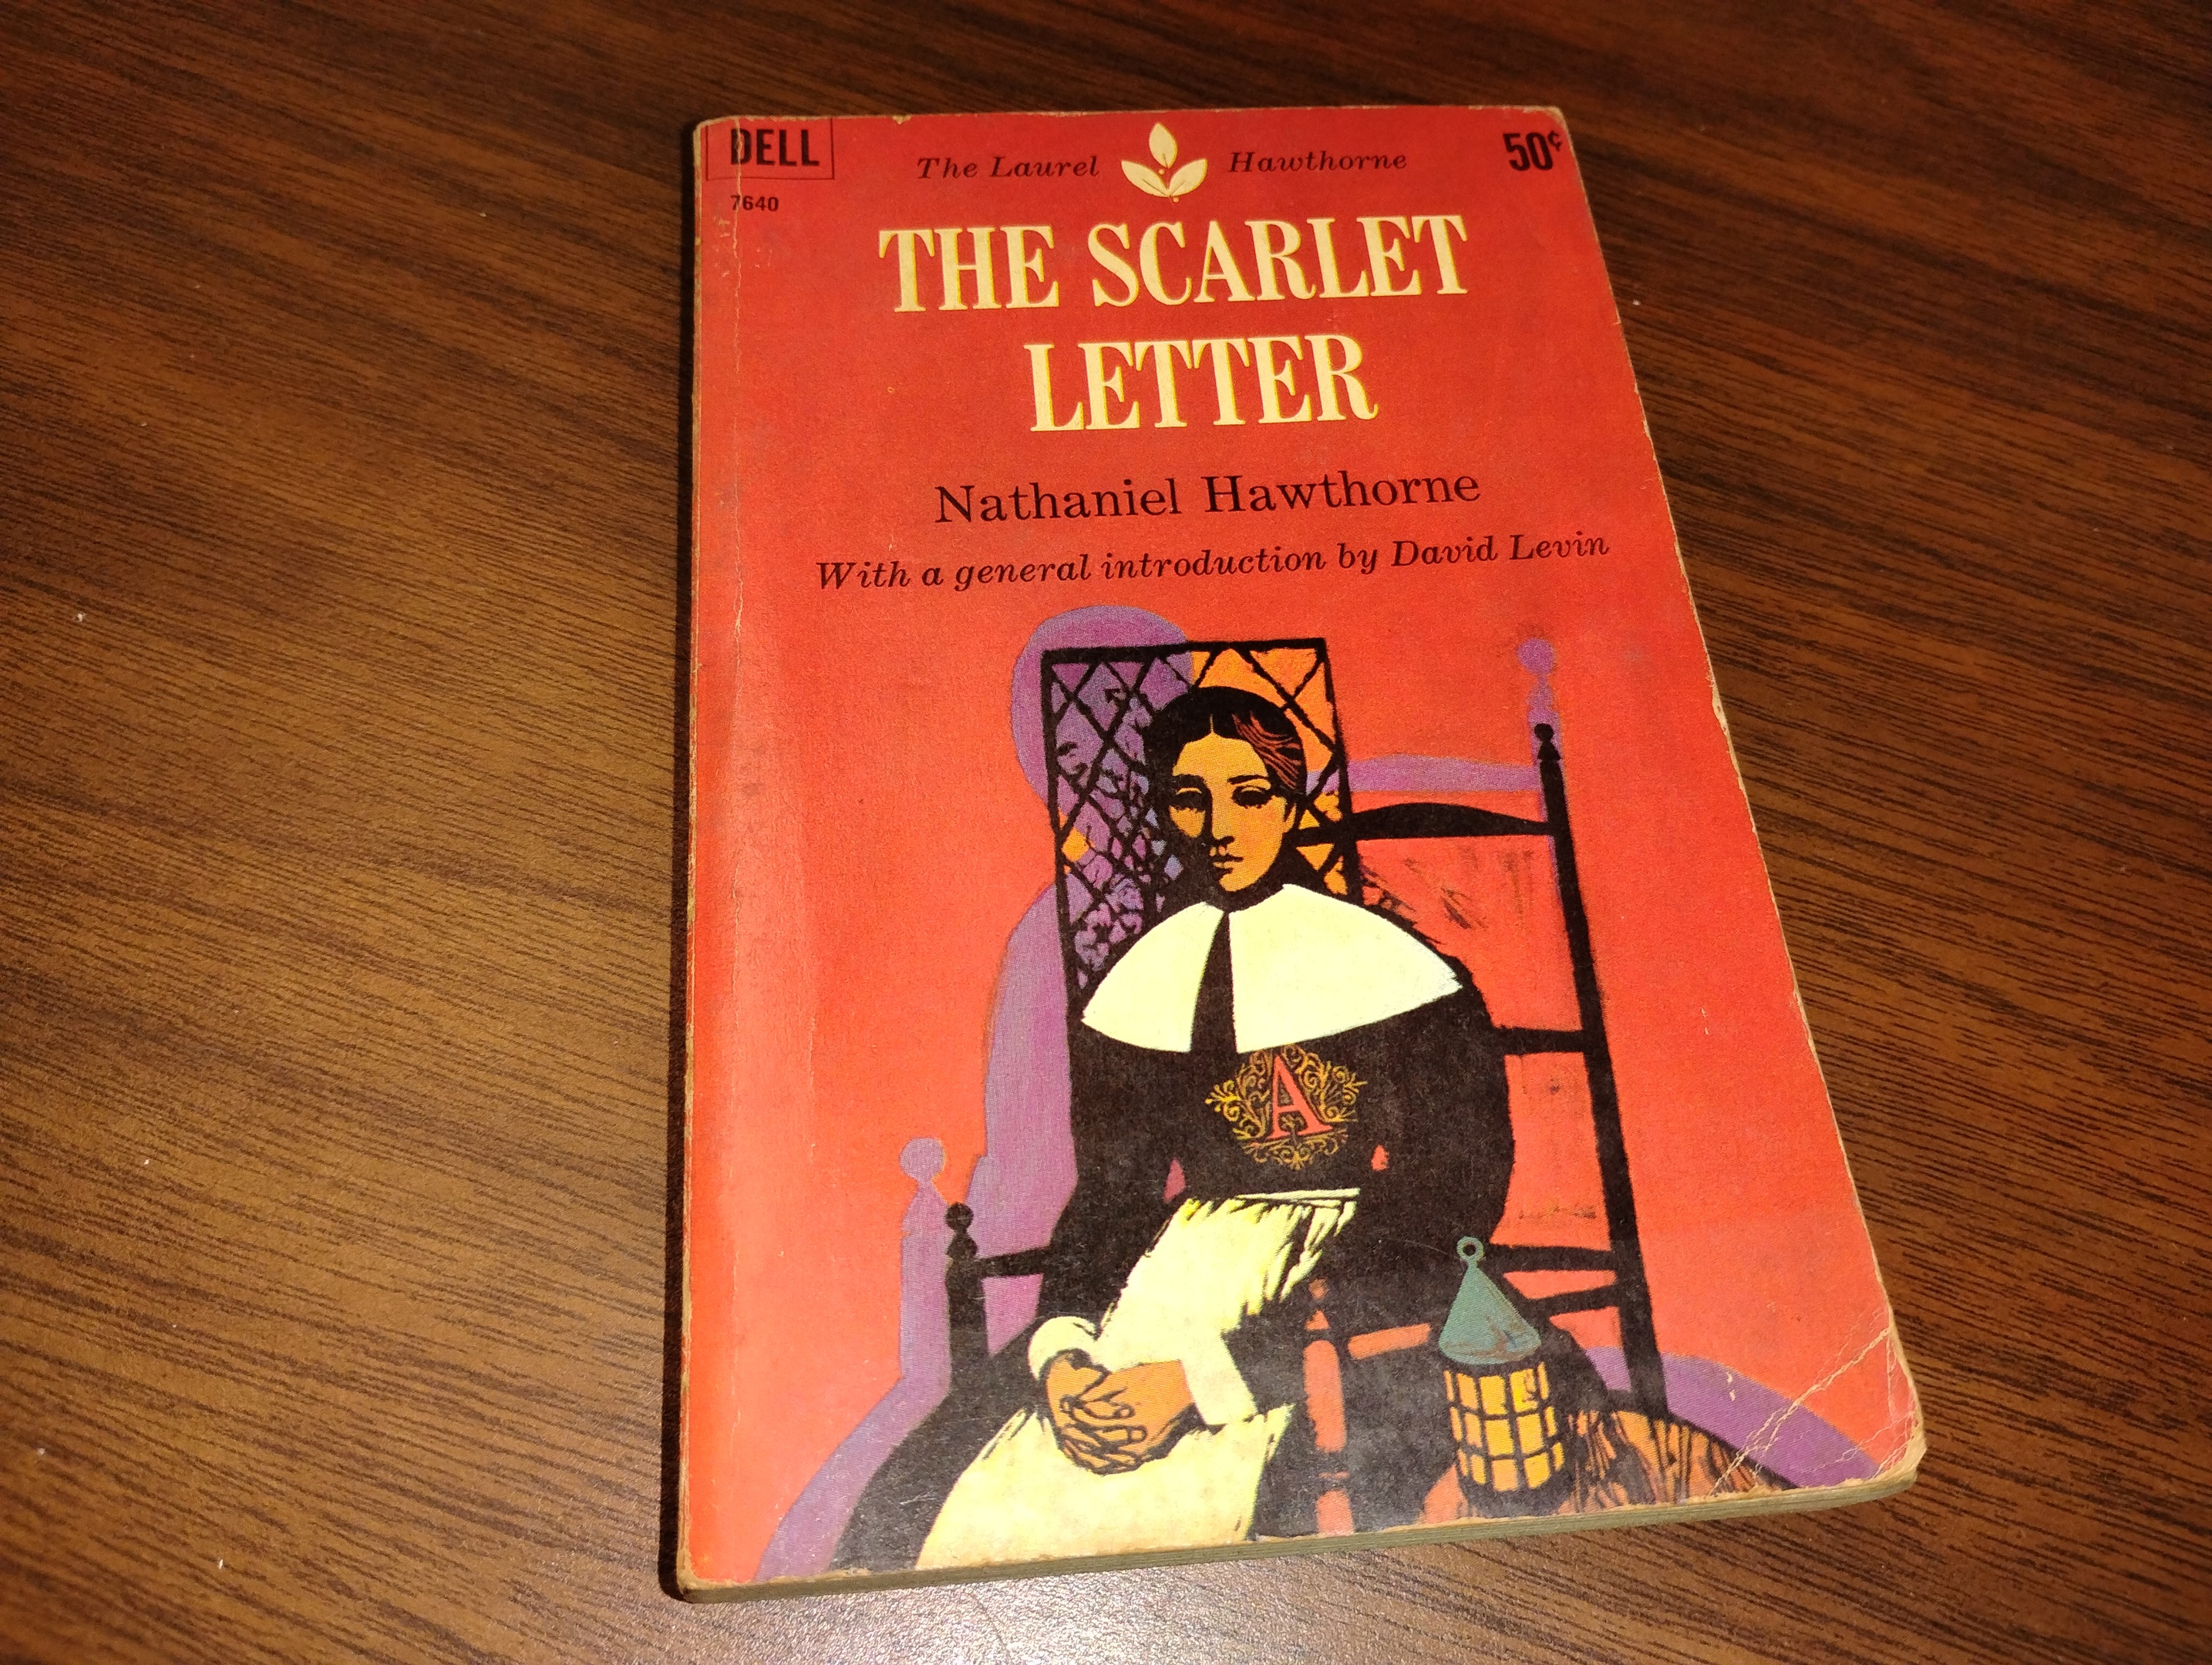 DELL
The Laurel Hawthorne
50¢
7640
THE SCARLET
LETTER
Nathaniel Hawthorne
With a general introduction by David Levin
A